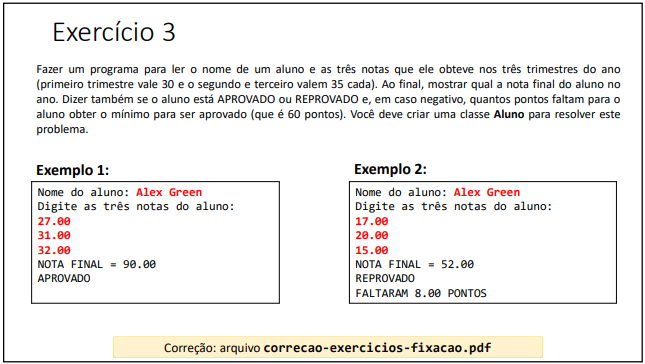 Exercício 3
Fazer um programa para ler o nome de um aluno e as três notas que ele obteve nos três trimestres do ano
(primeiro trimestre vale 30 e o segundo e terceiro valem 35 cada). Ao final, mostrar qual a nota final do aluno no
ano. Dizer também se o aluno está APROVADO ou REPROVADO e, em caso negativo, quantos pontos faltam para o
aluno obter o mínimo para ser aprovado (que é 60 pontos). Você deve criar uma classe Aluno para resolver este
problema.
Exemplo 1:
Nome do aluno: Alex Green
Digite as três notas do aluno:
27.00
31.00
32.00
NOTA FINAL = 90.00
APROVADO
Exemplo 2:
Nome do aluno: Alex Green
Digite as três notas do aluno:
17.00
20.00
15.00
NOTA FINAL = 52.00
REPROVADO
FALTARAM 8.00 PONTOS
Correção: arquivo correcao-exercicios-fixacao.pdf